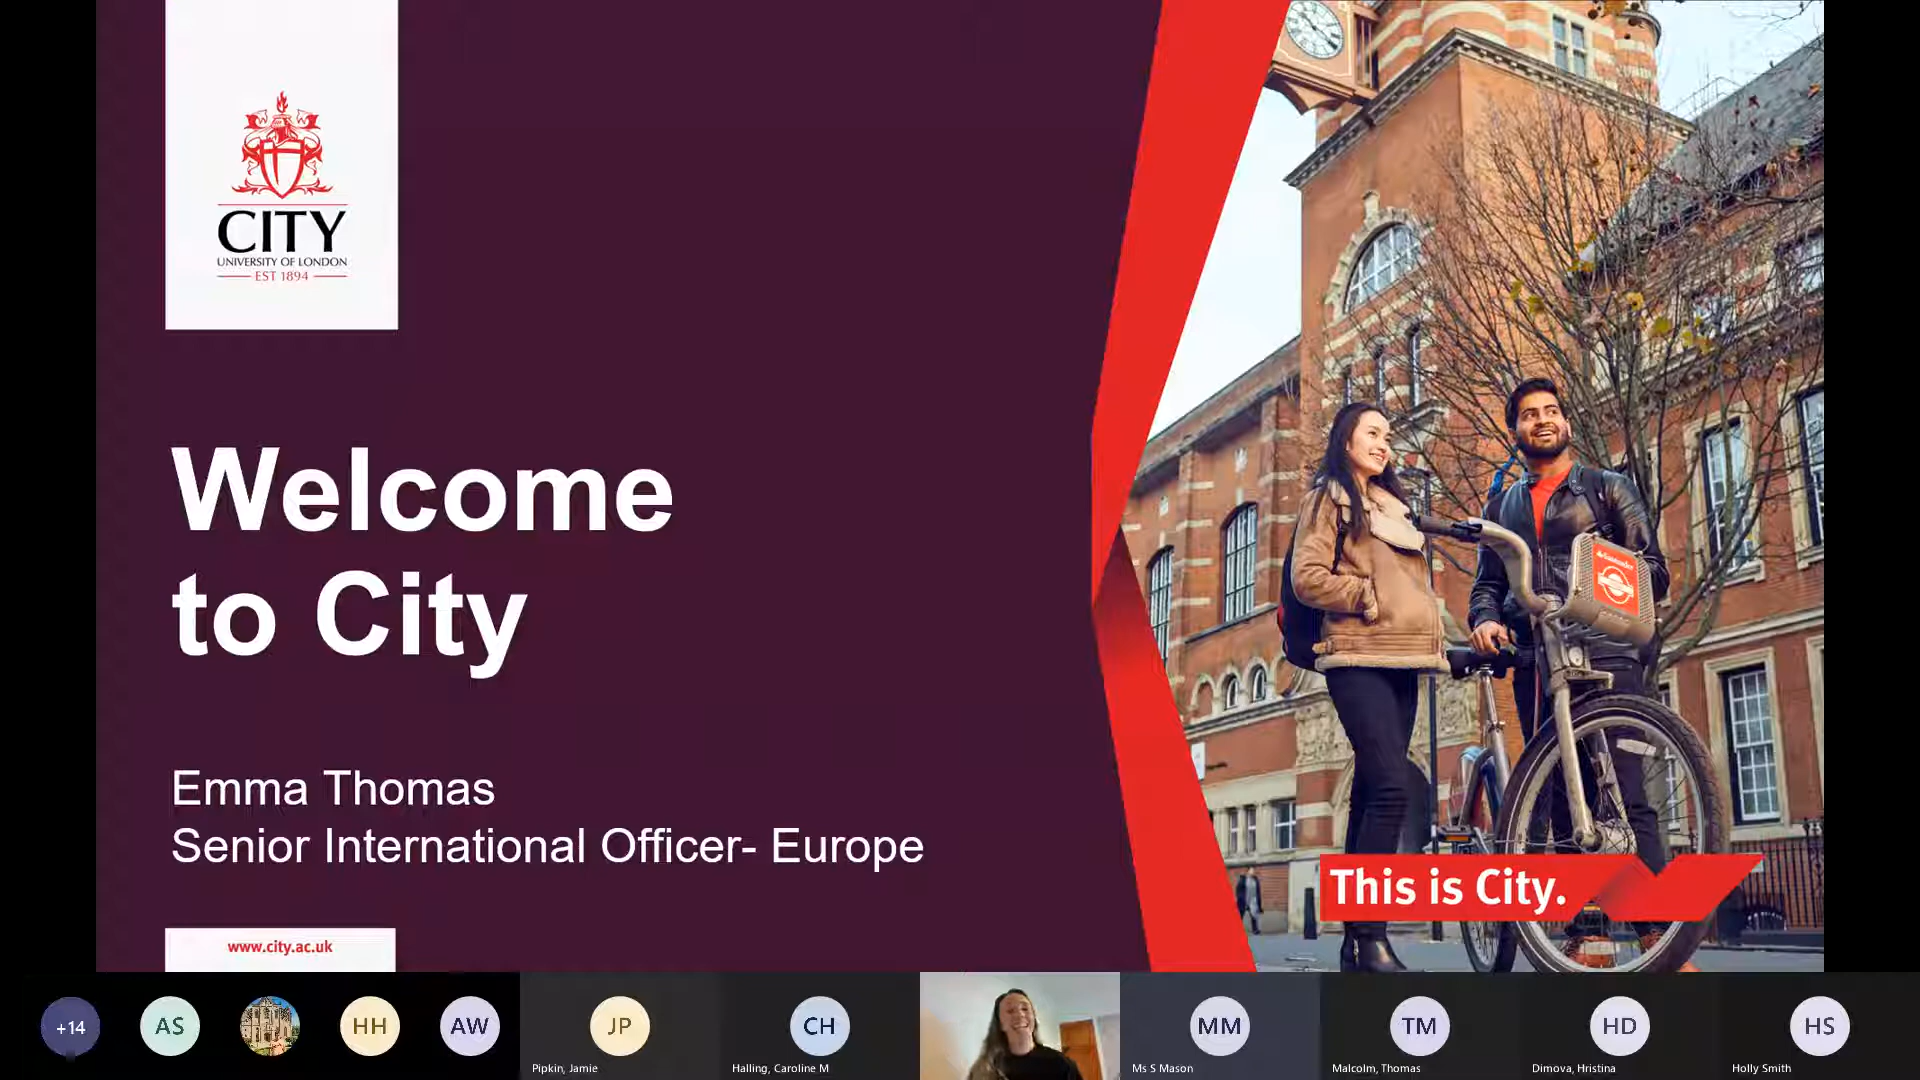 CITY
UNIVERSITY OF LONDON
EST 1894
Welcome
to City
Emma Thomas
Senior International Officer- Europe
www.city.ac.uk
Santander
This is City.
+14
AS
HH
AW
JP
Pipkin, Jamie
CH
Halling, Caroline M
MM
Ms S Mason
TM
Malcolm, Thomas
HD
Dimova, Hristina
HS
Holly Smith